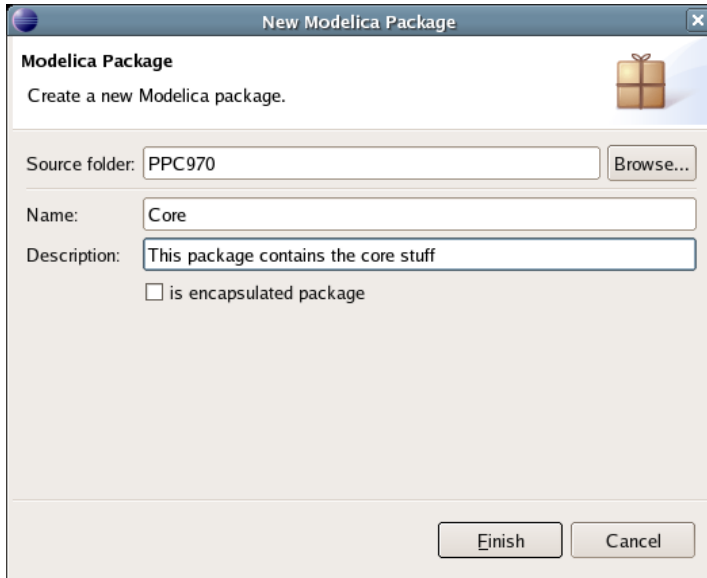 New Modelica Package
Modelica Package
Create a new Modelica package.
Source folder: PPC970 Browse...
Name: Core
Description: This package contains the core stuff
is encapsulated package
Finish Cancel